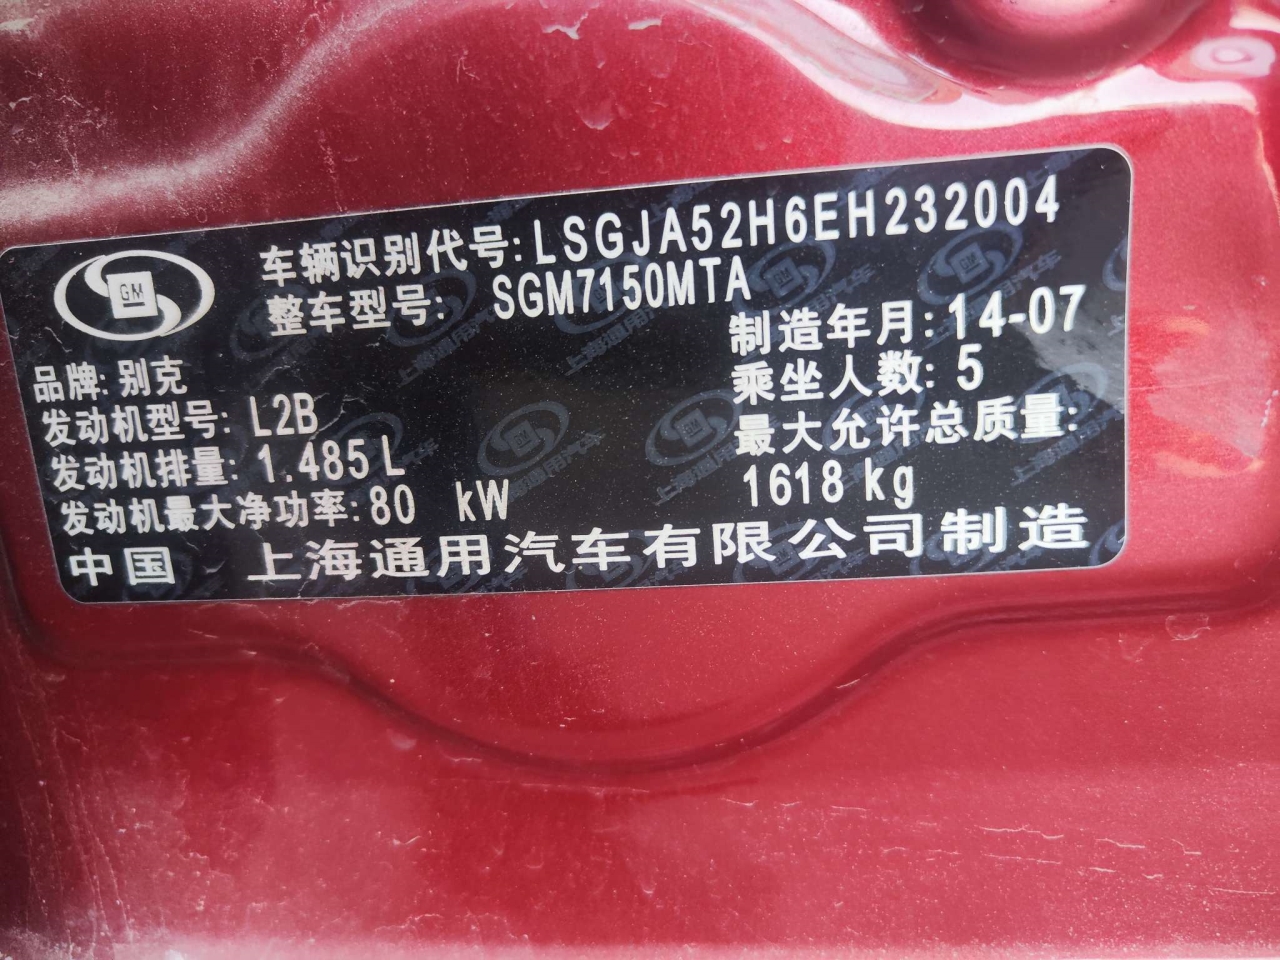 GM
车辆识别代号:LSGJA52H6EH232004
整车型号: SGM7150MTA
制造年月:14-07
品牌:别克
乘坐人数:5
发动机型号: L2B
最大允许总质量:
发动机排量: 1.485L
1618kg
发动机最大净功率:80 kW
中国 上海通用汽车有限公司制造